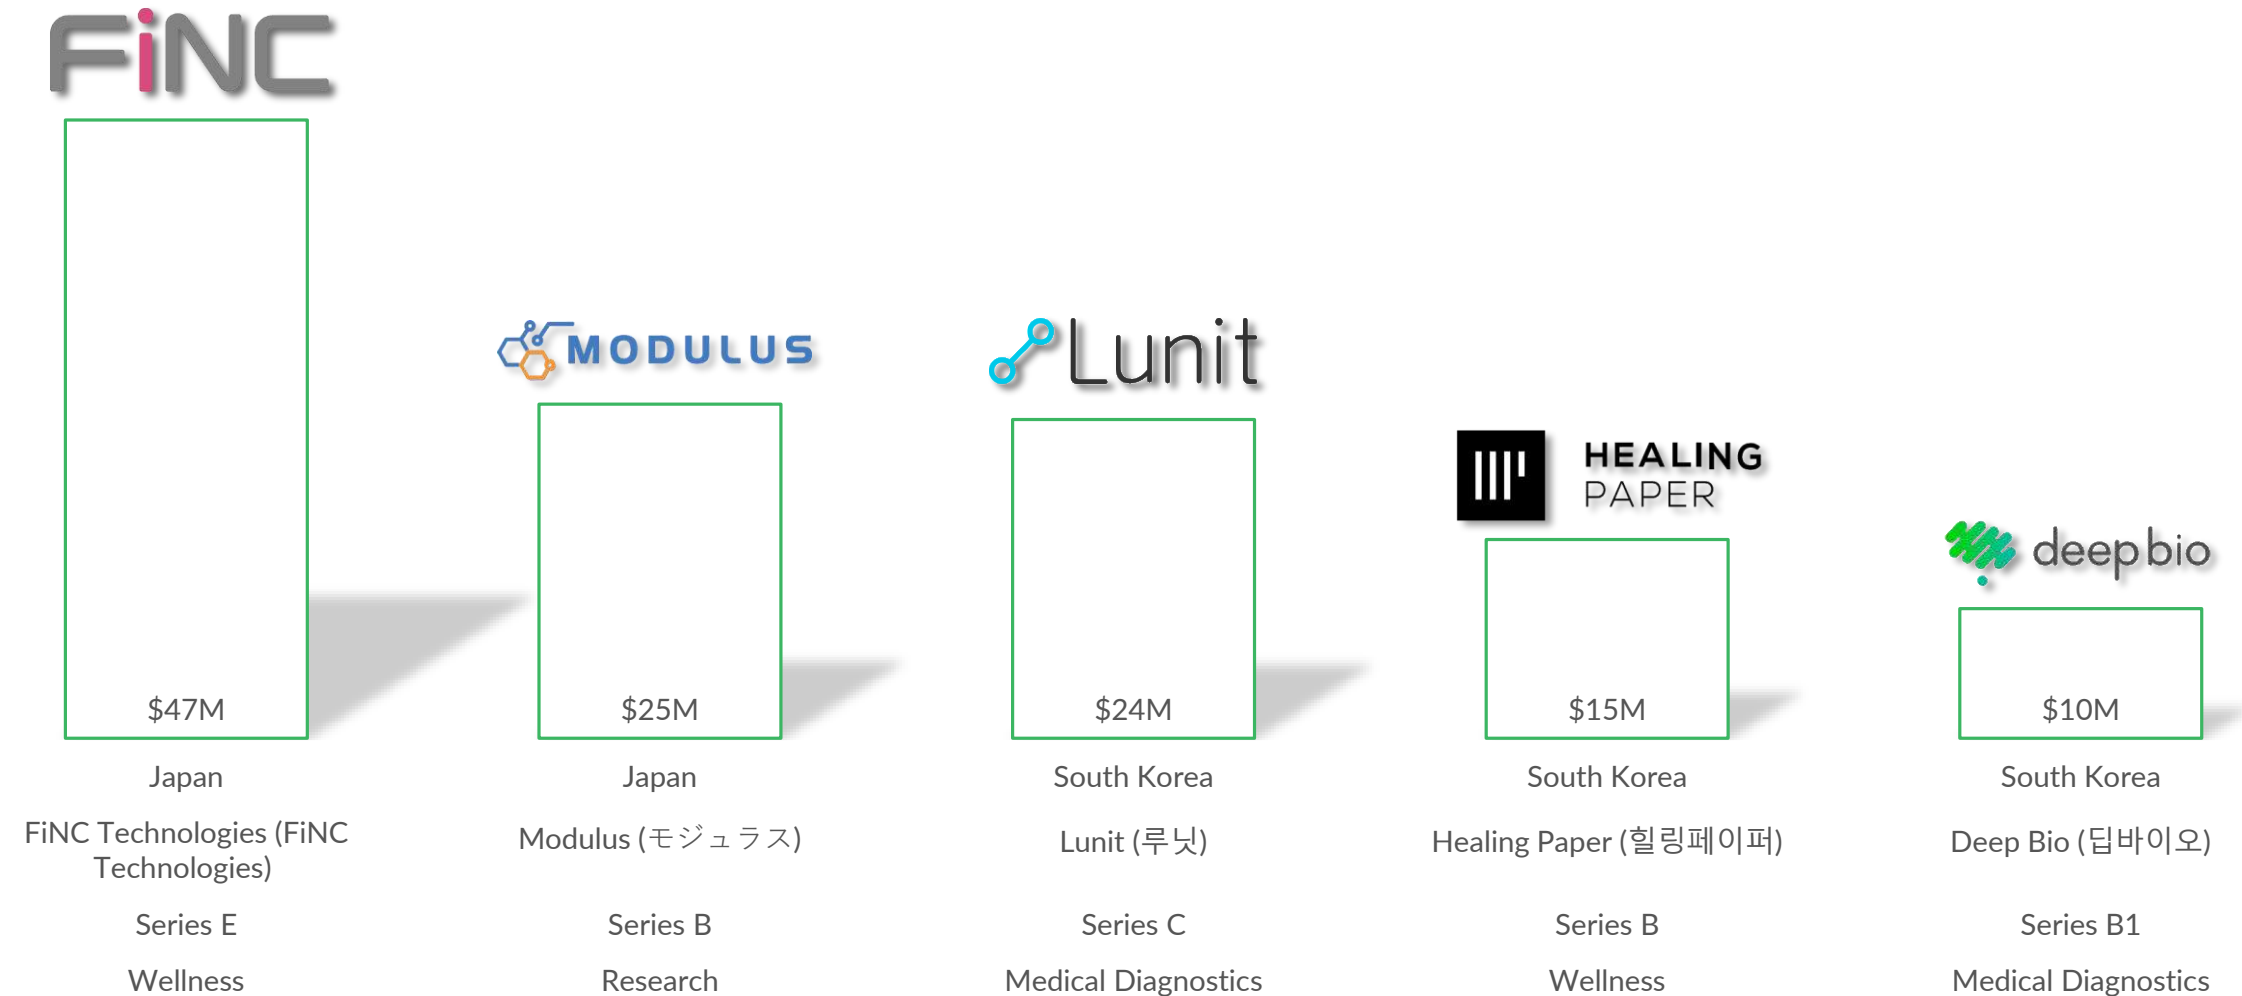 FiNC
MODULUS
Lunit
HEALING
PAPER
deepbio
$47M
$25M
$24M
$15M
$10M
Japan
Japan
South Korea
South Korea
South Korea
FiNC Technologies (FiNC
Technologies)
Modulus (モジュラス)
Lunit (루닛)
Healing Paper (힐링페이퍼)
Deep Bio (딥바이오)
Series E
Series B
Series C
Series B
Series B1
Wellness
Research
Medical Diagnostics
Wellness
Medical Diagnostics